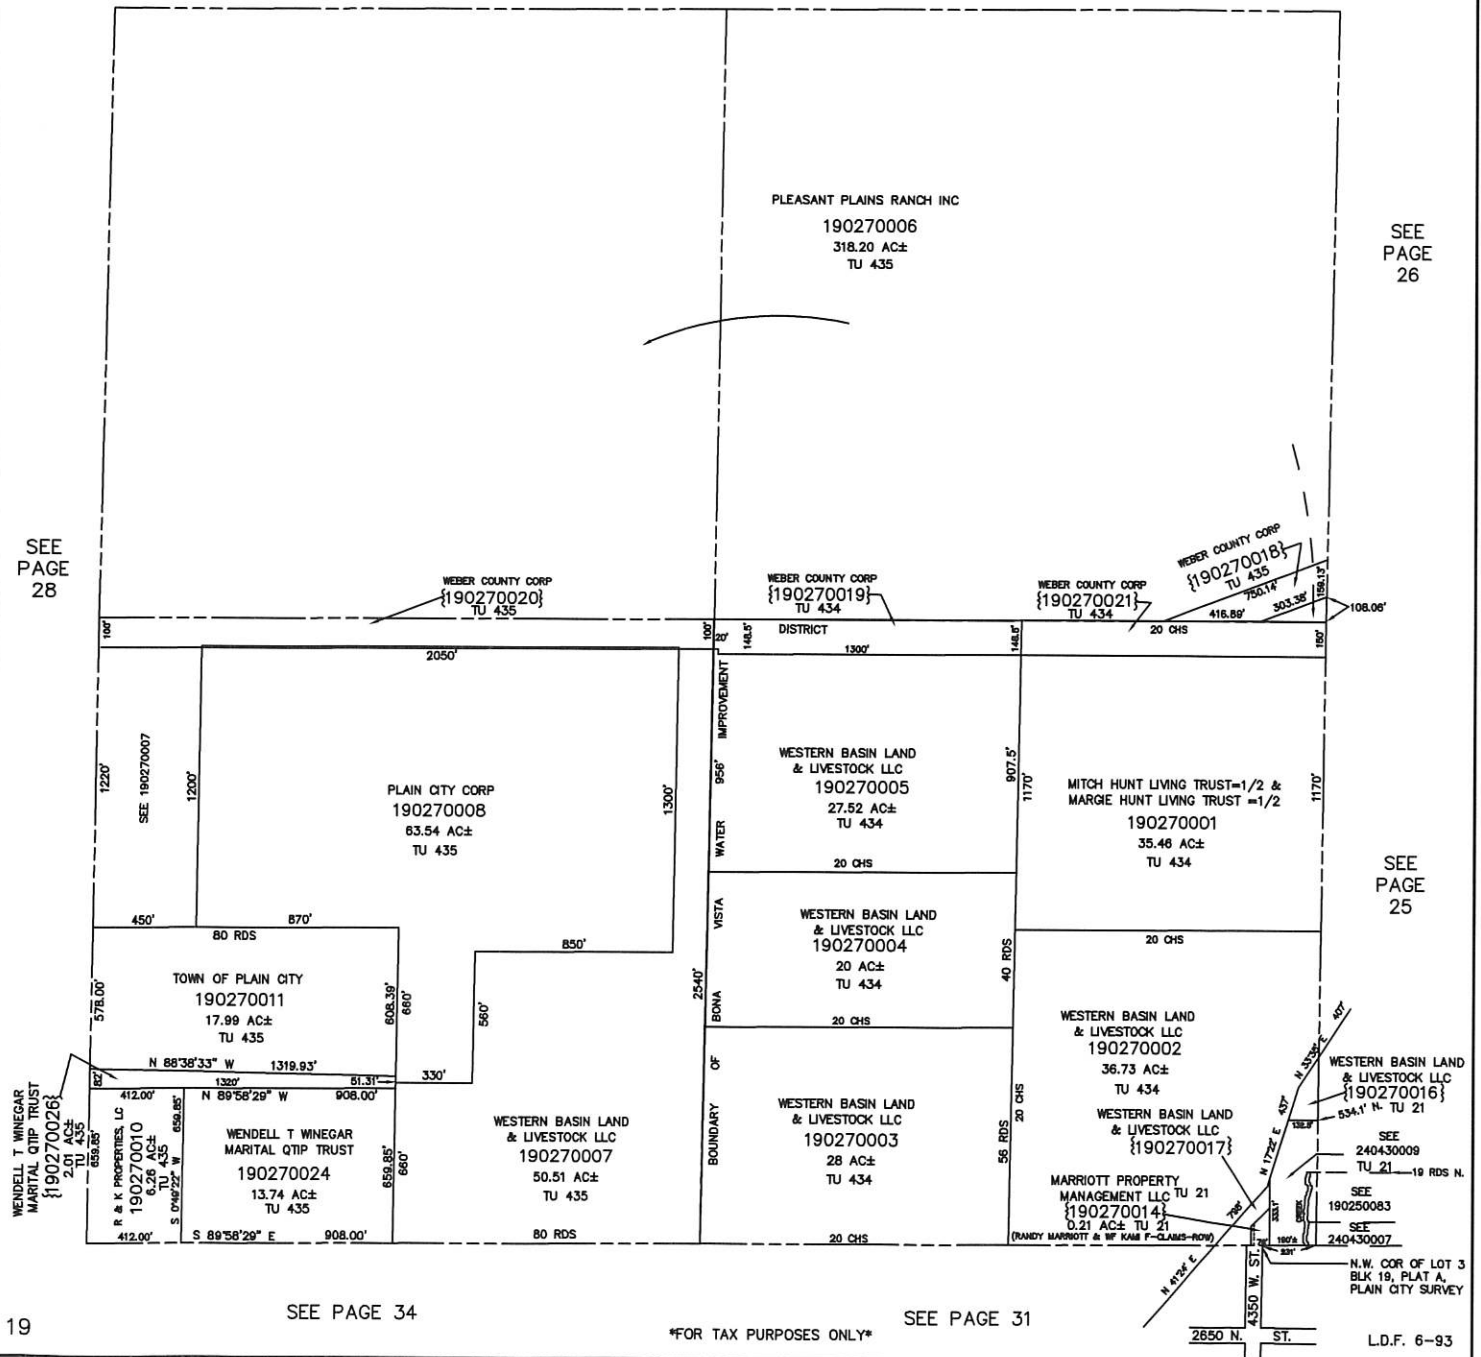 PLEASANT PLAINS RANCH INC
190270006
318.20 AC±
TU 435
SEE
PAGE
26
SEE
PAGE
28
WEBER COUNTY CORP
{190270020}
TU 435
WEBER COUNTY CORP
{190270019}
TU 434
WEBER COUNTY CORP
{190270021}
TU 434
WEBER COUNTY CORP
{190270018}
TU 435
750.14'
416.89'
303.38'
159.13'
108.06'
100'
100'
20'
148.5'
DISTRICT
148.5'
20 CHS
150'
2050'
1300'
1220'
SEE 190270007
1200'
PLAIN CITY CORP
190270008
63.54 AC±
TU 435
1300'
BOUNDARY OF BONA VISTA WATER IMPROVEMENT
956'
2540'
WESTERN BASIN LAND
& LIVESTOCK LLC
190270005
27.52 AC±
TU 434
20 CHS
907.5'
1170'
MITCH HUNT LIVING TRUST=1/2 &
MARGIE HUNT LIVING TRUST =1/2
190270001
35.46 AC±
TU 434
1170'
20 CHS
SEE
PAGE
25
450'
870'
80 RDS
850'
TOWN OF PLAIN CITY
190270011
17.99 AC±
TU 435
578.00'
608.39'
660'
560'
330'
WESTERN BASIN LAND
& LIVESTOCK LLC
190270004
20 AC±
TU 434
20 CHS
40 RDS
WESTERN BASIN LAND
& LIVESTOCK LLC
190270002
36.73 AC±
TU 434
20 CHS
N 88°38'33" W 1319.93'
82'
1320'
51.31'
412.00'
N 89°58'29" W
908.00'
WENDELL T WINEGAR
MARITAL QTIP TRUST
{190270026}
2.01 AC±
TU 435
659.85'
R & K PROPERTIES, LC
190270010
6.26 AC±
TU 435
S 0°49'22" W
659.85'
WENDELL T WINEGAR
MARITAL QTIP TRUST
190270024
13.74 AC±
TU 435
659.85'
660'
412.00'
S 89°58'29" E
908.00'
WESTERN BASIN LAND
& LIVESTOCK LLC
190270007
50.51 AC±
TU 435
80 RDS
WESTERN BASIN LAND
& LIVESTOCK LLC
190270003
28 AC±
TU 434
20 CHS
56 RDS
WESTERN BASIN LAND
& LIVESTOCK LLC
{190270017}
TU 21
MARRIOTT PROPERTY
MANAGEMENT LLC
{190270014}
0.21 AC± TU 21
(RANDY MARRIOTT & WF KAMI F-CLAIMS-ROW)
N 33°38' E
407'
WESTERN BASIN LAND
& LIVESTOCK LLC
{190270016}
TU 21
534.1' N.
437'
N 17°22' E
132.8'
SEE
240430009
TU 21
19 RDS N.
SEE
190250083
SEE
240430007
798'
N 41°24' E
333.1'
CREEK
190'±
231'
N.W. COR OF LOT 3
BLK 19, PLAT A,
PLAIN CITY SURVEY
4350 W. ST.
2650 N. ST.
SEE PAGE 34
SEE PAGE 31
19
*FOR TAX PURPOSES ONLY*
L.D.F. 6-93